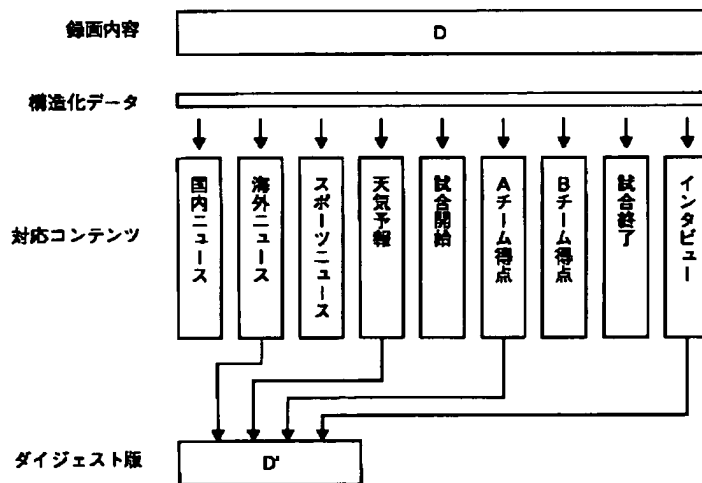 録画内容
D
構造化データ
国内ニュース
海外ニュース
スポーツニュース
天気予報
試合開始
Aチーム得点
Bチーム得点
試合終了
インタビュー
対応コンテンツ
ダイジェスト版
D'